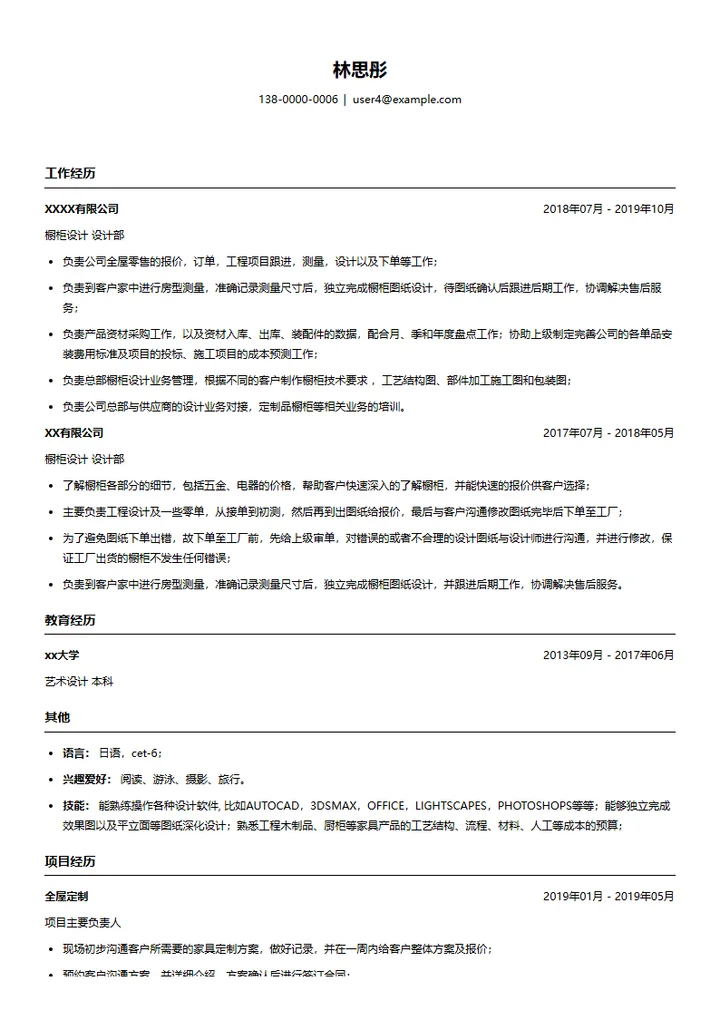 林思彤
138-0000-0006 | user4@example.com
工作经历
XXXX有限公司 2018年07月 - 2019年10月
橱柜设计 设计部
• 负责公司全屋零售的报价，订单，工程项目跟进，测量，设计以及下单等工作；
• 负责到客户家中进行房型测量，准确记录测量尺寸后，独立完成橱柜图纸设计，待图纸确认后跟进后期工作，协调解决售后服
务；
• 负责产品资材采购工作，以及资材入库、出库、装配件的数据，配合月、季和年度盘点工作；协助上级制定完善公司的各单品安
装费用标准及项目的投标、施工项目的成本预测工作；
• 负责总部橱柜设计业务管理，根据不同的客户制作橱柜技术要求 ，工艺结构图、部件加工施工图和包装图；
• 负责公司总部与供应商的设计业务对接，定制品橱柜等相关业务的培训。
XX有限公司 2017年07月 - 2018年05月
橱柜设计 设计部
• 了解橱柜各部分的细节，包括五金、电器的价格，帮助客户快速深入的了解橱柜，并能快速的报价供客户选择；
• 主要负责工程设计及一些零单，从接单到初测，然后再到出图纸给报价，最后与客户沟通修改图纸完毕后下单至工厂；
• 为了避免图纸下单出错，故下单至工厂前，先给上级审单，对错误的或者不合理的设计图纸与设计师进行沟通，并进行修改，保
证工厂出货的橱柜不发生任何错误；
• 负责到客户家中进行房型测量，准确记录测量尺寸后，独立完成橱柜图纸设计，并跟进后期工作，协调解决售后服务。
教育经历
xx大学 2013年09月 - 2017年06月
艺术设计 本科
其他
• 语言： 日语，cet-6；
• 兴趣爱好： 阅读、游泳、摄影、旅行。
• 技能： 能熟练操作各种设计软件, 比如AUTOCAD，3DSMAX，OFFICE，LIGHTSCAPES，PHOTOSHOPS等等；能够独立完成
效果图以及平立面等图纸深化设计；熟悉工程木制品、厨柜等家具产品的工艺结构、流程、材料、人工等成本的预算；
项目经历
全屋定制 2019年01月 - 2019年05月
项目主要负责人
• 现场初步沟通客户所需要的家具定制方案，做好记录，并在一周内给客户整体方案及报价；
• 预约客户沟通方案，并详细介绍，方案确认后进行签订合同；